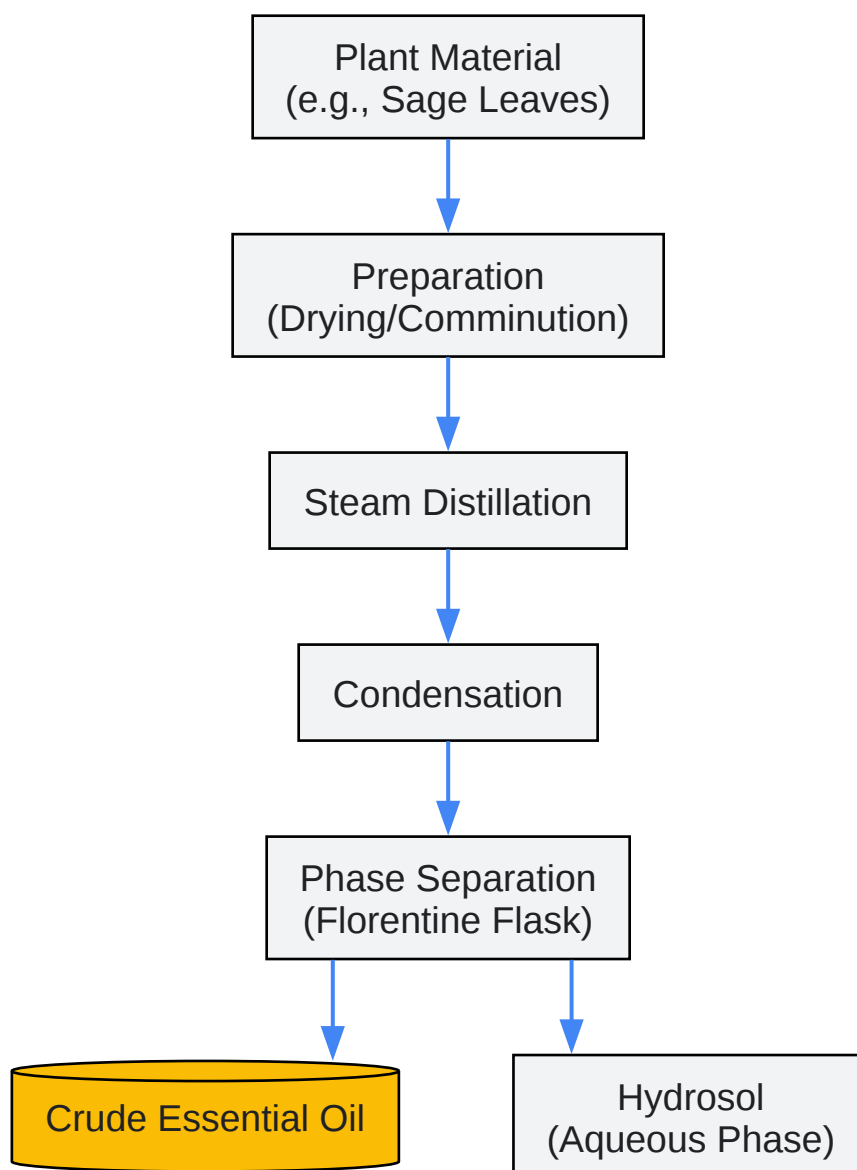 Plant Material
(e.g., Sage Leaves)
Preparation
(Drying/Comminution)
Steam Distillation
Condensation
Phase Separation
(Florentine Flask)
Crude Essential Oil
Hydrosol
(Aqueous Phase)